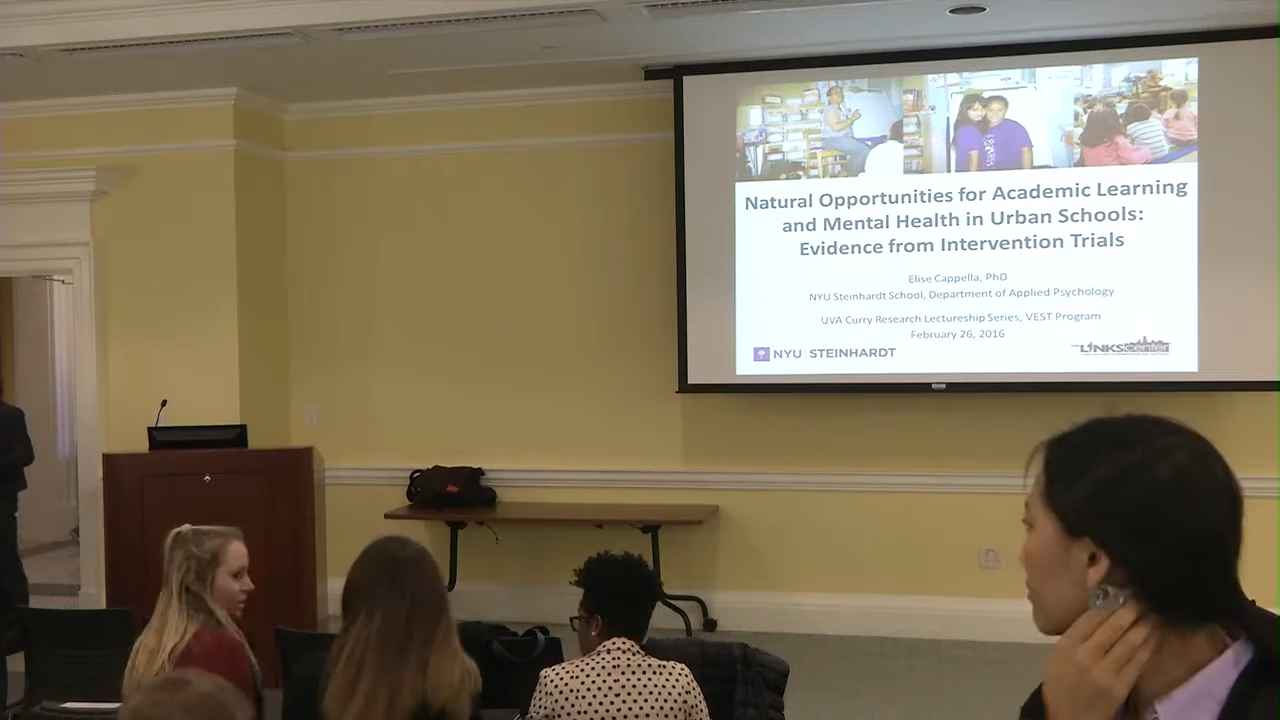 Natural Opportunities for Academic Learning
and Mental Health in Urban Schools:
Evidence from Intervention Trials
Elise Cappella, PhD
NYU Steinhardt School, Department of Applied Psychology
UVA Curry Research Lectureship Series, VEST Program
February 26, 2016
NYU STEINHARDT
LINKScenter